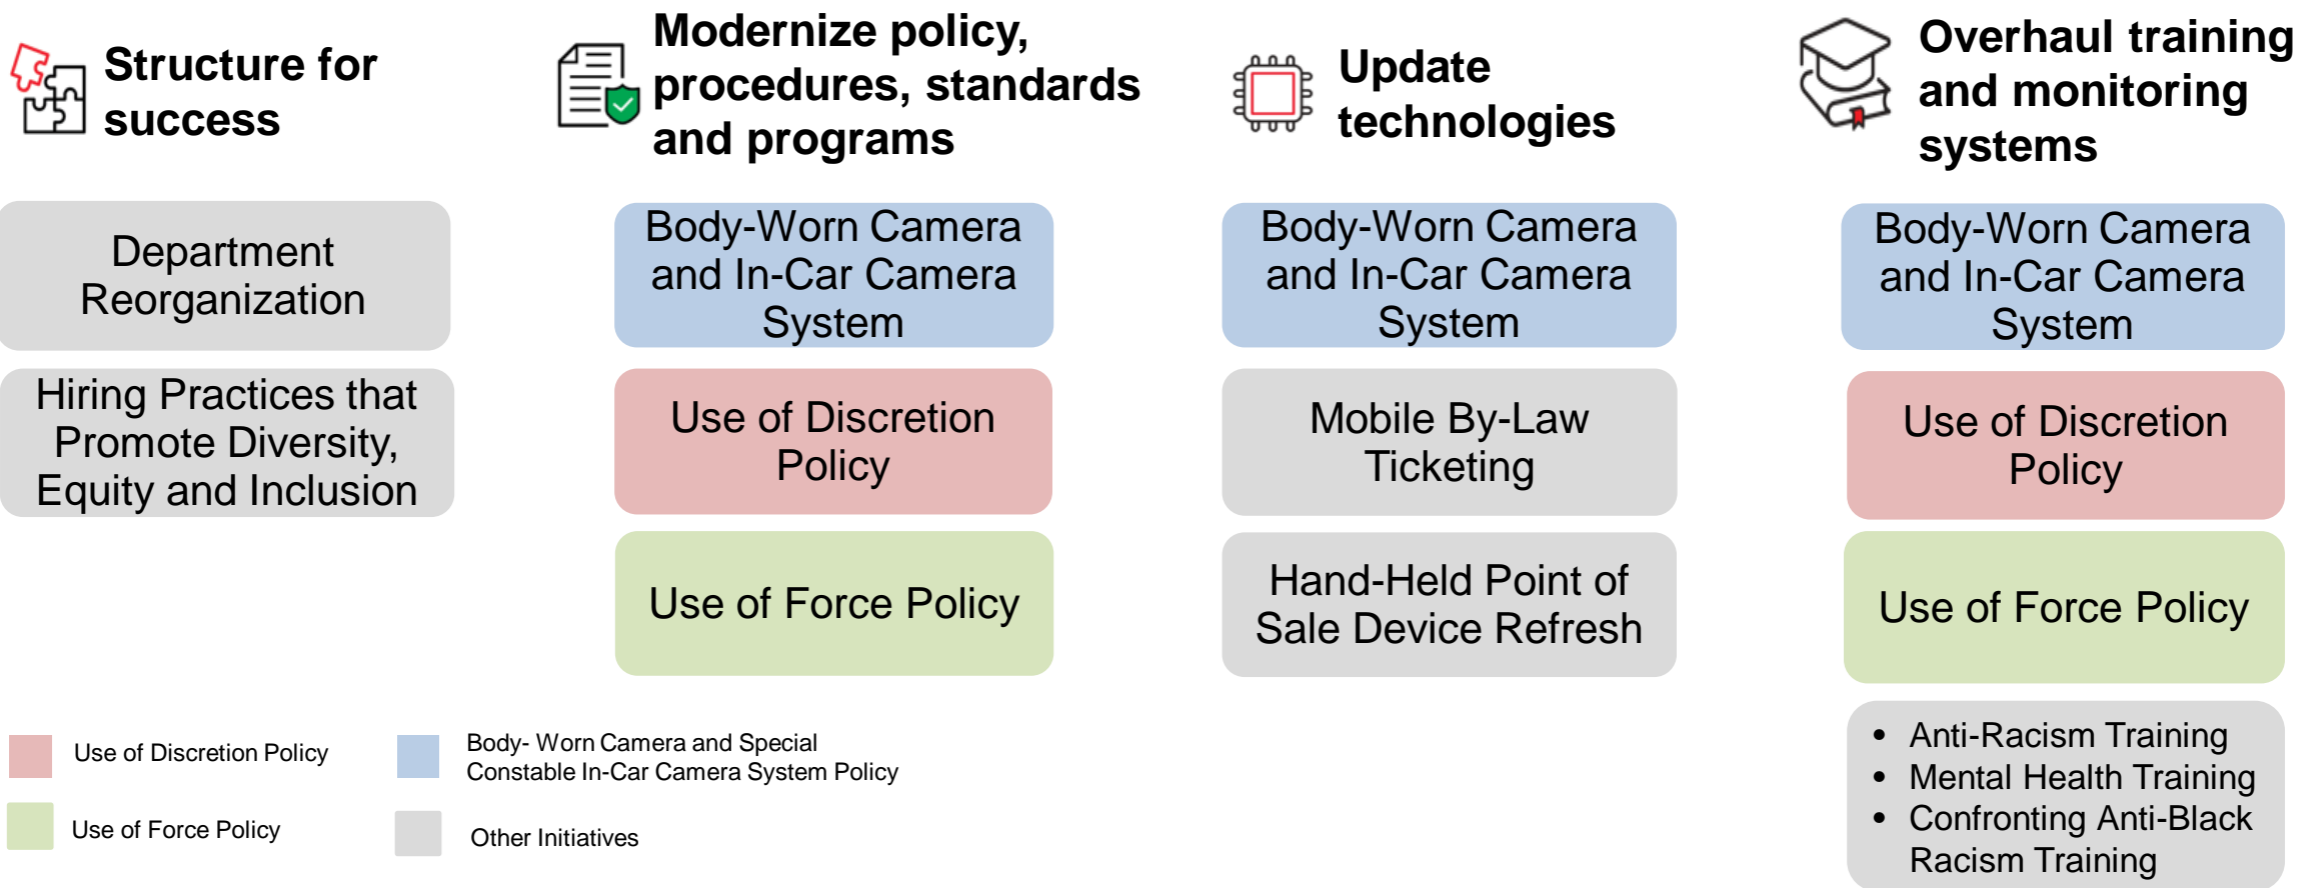 Structure for
success
Modernize policy,
procedures, standards
and programs
Update
technologies
Overhaul training
and monitoring
systems
Department
Reorganization
Hiring Practices that
Promote Diversity,
Equity and Inclusion
Body-Worn Camera
and In-Car Camera
System
Use of Discretion
Policy
Use of Force Policy
Body-Worn Camera
and In-Car Camera
System
Mobile By-Law
Ticketing
Hand-Held Point of
Sale Device Refresh
Body-Worn Camera
and In-Car Camera
System
Use of Discretion
Policy
Use of Force Policy
• Anti-Racism Training
• Mental Health Training
• Confronting Anti-Black
Racism Training
Use of Discretion Policy
Body- Worn Camera and Special
Constable In-Car Camera System Policy
Use of Force Policy
Other Initiatives